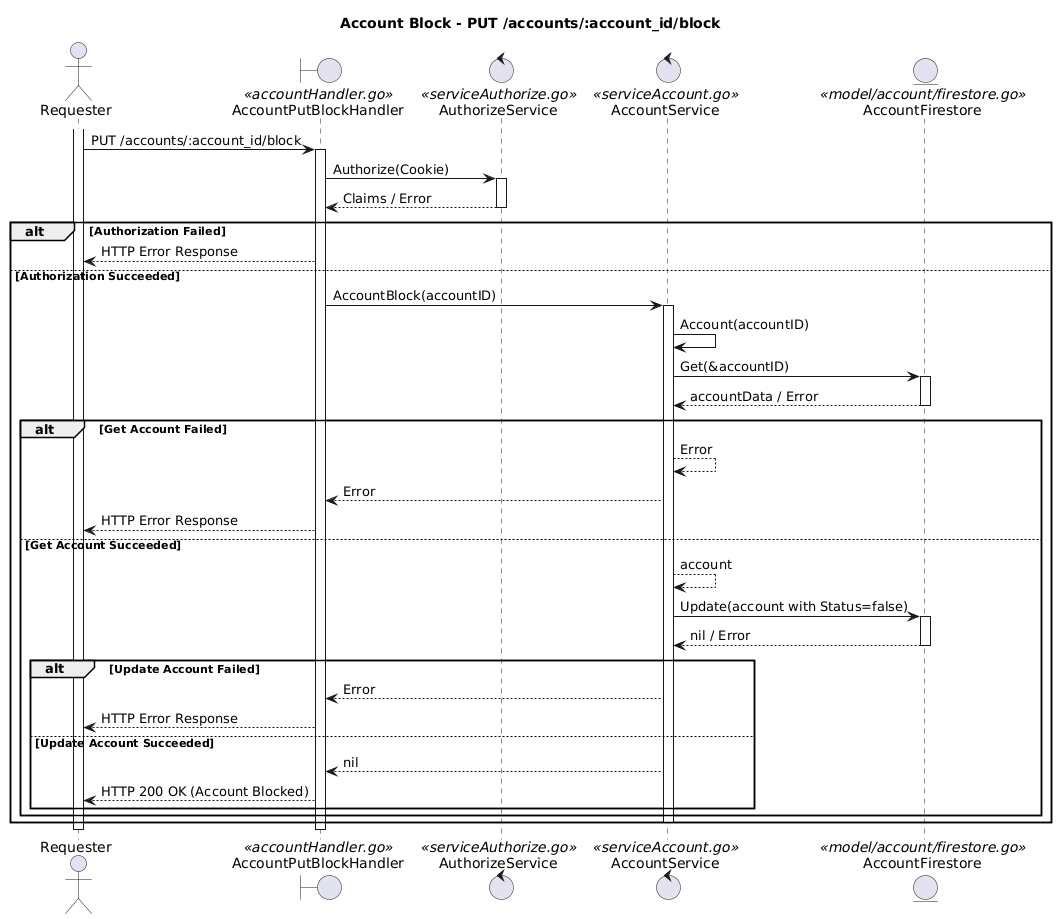 Account Block - PUT /accounts/:account_id/block
«accountHandler.go» «serviceAuthorize.go» «serviceAccount.go» «model/account/firestore.go»
Requester AccountPutBlockHandler AuthorizeService AccountService AccountFirestore
PUT /accounts/:account_id/block
Authorize(Cookie)
Claims / Error
alt [Authorization Failed]
HTTP Error Response
[Authorization Succeeded]
AccountBlock(accountID)
Account(accountID)
Get(&accountID)
accountData / Error
alt [Get Account Failed]
Error
Error
HTTP Error Response
[Get Account Succeeded]
account
Update(account with Status=false)
nil / Error
alt [Update Account Failed]
Error
HTTP Error Response
[Update Account Succeeded]
nil
HTTP 200 OK (Account Blocked)
Requester «accountHandler.go» «serviceAuthorize.go» «serviceAccount.go» «model/account/firestore.go»
AccountPutBlockHandler AuthorizeService AccountService AccountFirestore